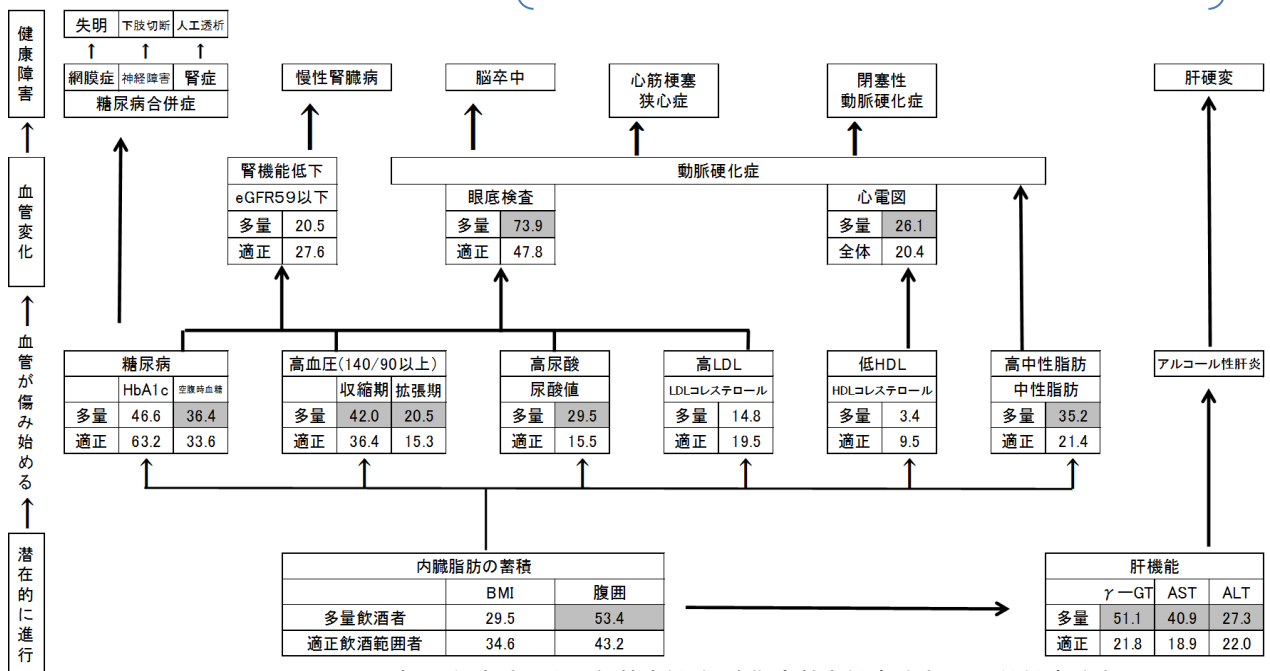 健康障害
失明 下肢切断 人工透析
↑ ↑ ↑
網膜症 神経障害 腎症
糖尿病合併症
慢性腎臓病
脳卒中
心筋梗塞
狭心症
閉塞性
動脈硬化症
肝硬変
血管変化
腎機能低下
eGFR59以下
多量 20.5
適正 27.6
動脈硬化症
眼底検査
多量 73.9
適正 47.8
心電図
多量 26.1
全体 20.4
血管が傷み始める
糖尿病
HbA1c 空腹時血糖
多量 46.6 36.4
適正 63.2 33.6
高血圧(140/90以上)
収縮期 拡張期
多量 42.0 20.5
適正 36.4 15.3
高尿酸
尿酸値
多量 29.5
適正 15.5
高LDL
LDLコレステロール
多量 14.8
適正 19.5
低HDL
HDLコレステロール
多量 3.4
適正 9.5
高中性脂肪
中性脂肪
多量 35.2
適正 21.4
アルコール性肝炎
潜在的に進行
内臓脂肪の蓄積
BMI 腹囲
多量飲酒者 29.5 53.4
適正飲酒範囲者 34.6 43.2
肝機能
γーGT AST ALT
多量 51.1 40.9 27.3
適正 21.8 18.9 22.0